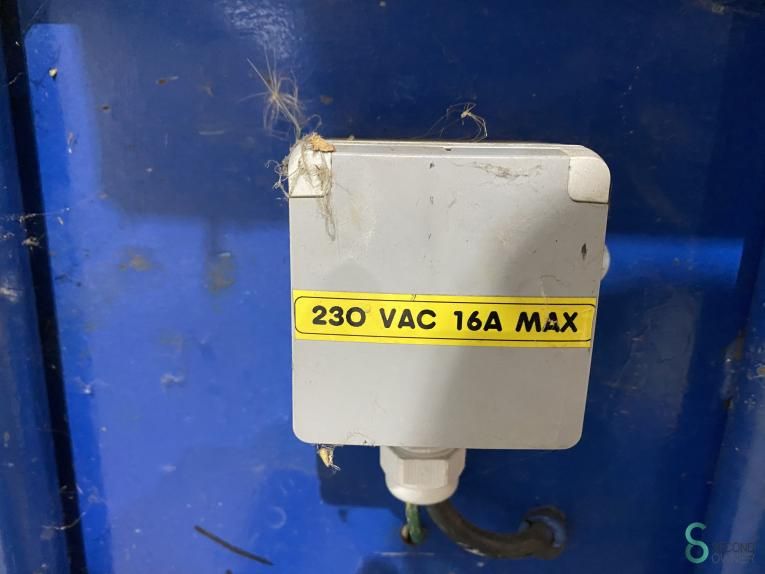 230 VAC 16A MAX
SECOND
OWNER